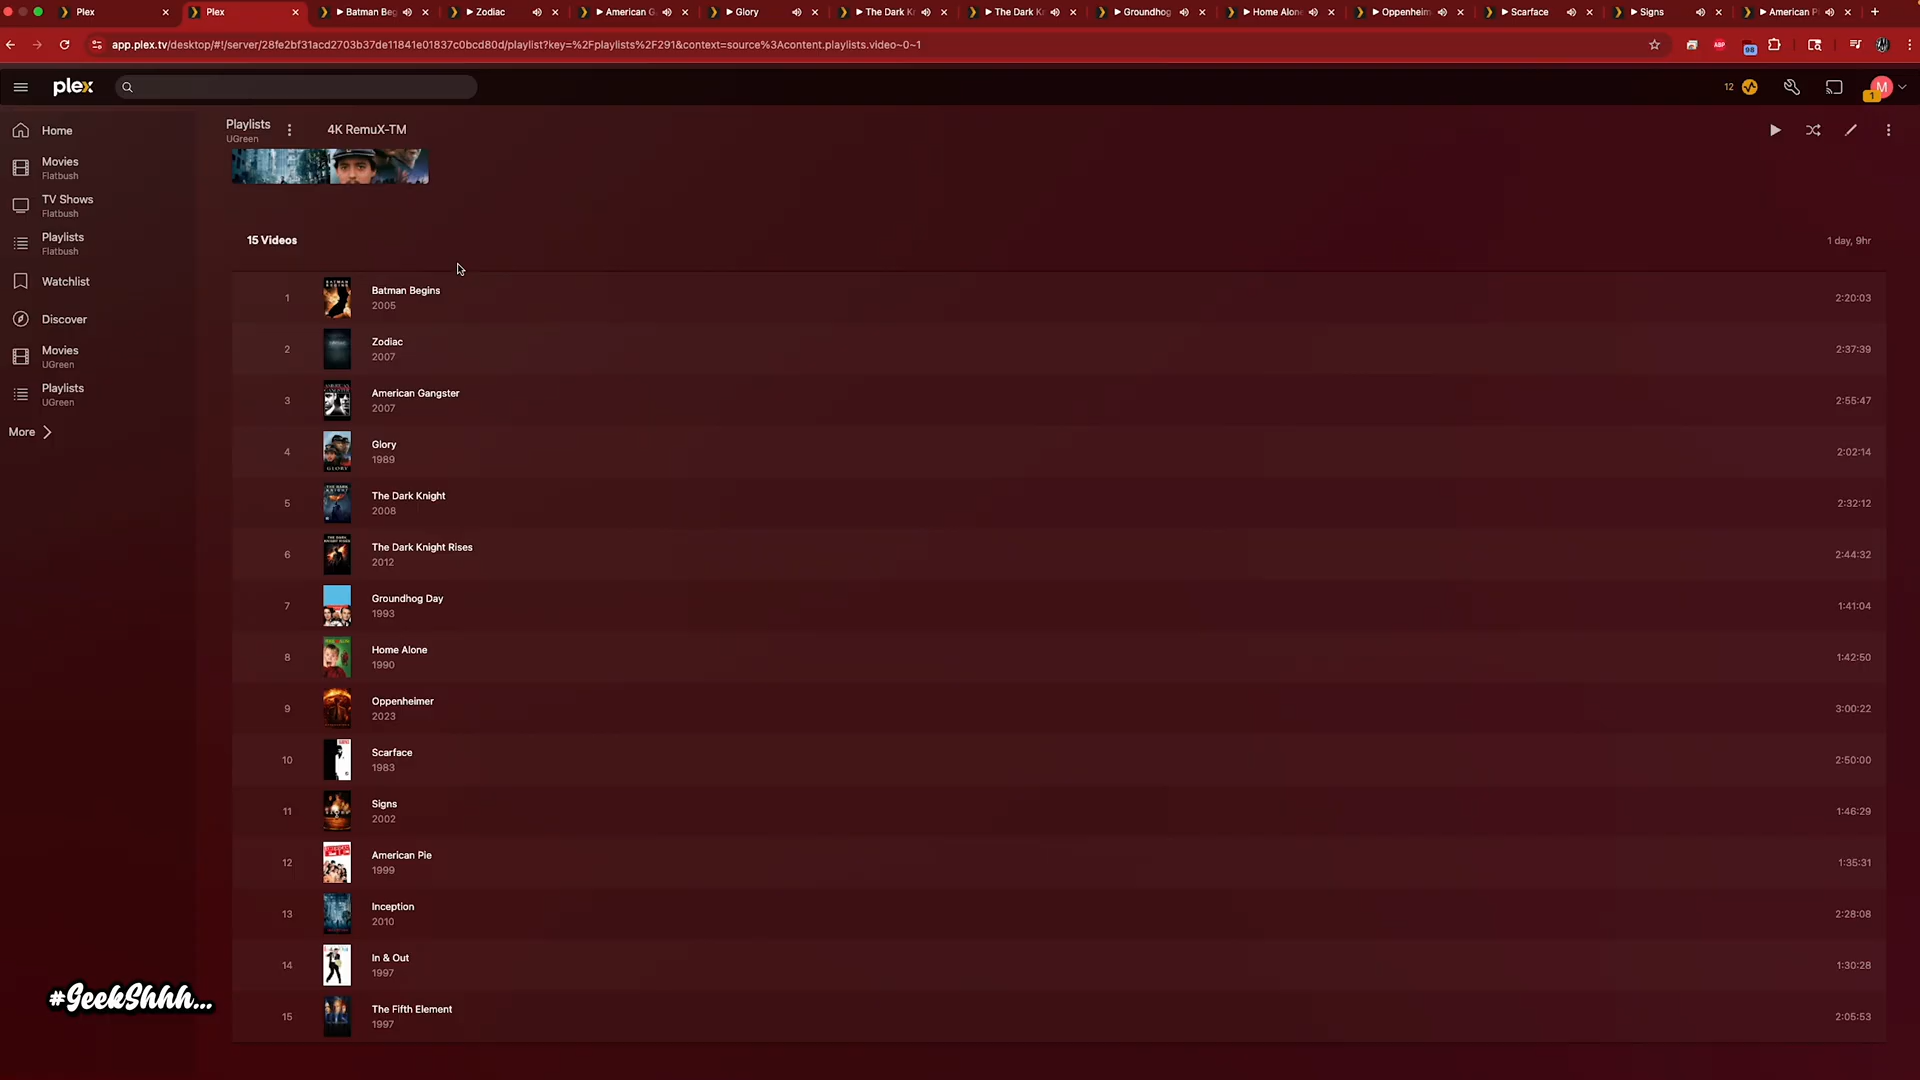 Plex
Plex
Batman Beg
Zodiac
American G
Glory
The Dark Kr
The Dark Kr
Groundhog
Home Alone
Oppenheim
Scarface
Signs
American P
app.plex.tv/desktop/#!/server/28fe2bf31acd2703b37de11841e01837c0bcd80d/playlist?key=%2Fplaylists%2F291&context=source%3Acontent.playlists.video~0~1
ABP
98
plex
12
M
1
Home
Movies
Flatbush
TV Shows
Flatbush
Playlists
Flatbush
Watchlist
Discover
Movies
UGreen
Playlists
UGreen
More
Playlists
UGreen
4K RemuX-TM
15 Videos
1 day, 9hr
1
Batman Begins
2005
2:20:03
2
Zodiac
2007
2:37:39
3
American Gangster
2007
2:55:47
4
GLORY
Glory
1989
2:02:14
5
The Dark Knight
2008
2:32:12
6
The Dark Knight Rises
2012
2:44:32
7
Groundhog Day
1993
1:41:04
8
Home Alone
1990
1:42:50
9
Oppenheimer
2023
3:00:22
10
Scarface
1983
2:50:00
11
Signs
2002
1:46:29
12
American Pie
1999
1:35:31
13
Inception
2010
2:28:08
14
In & Out
1997
1:30:28
15
The Fifth Element
1997
2:05:53
#GeekShhh...